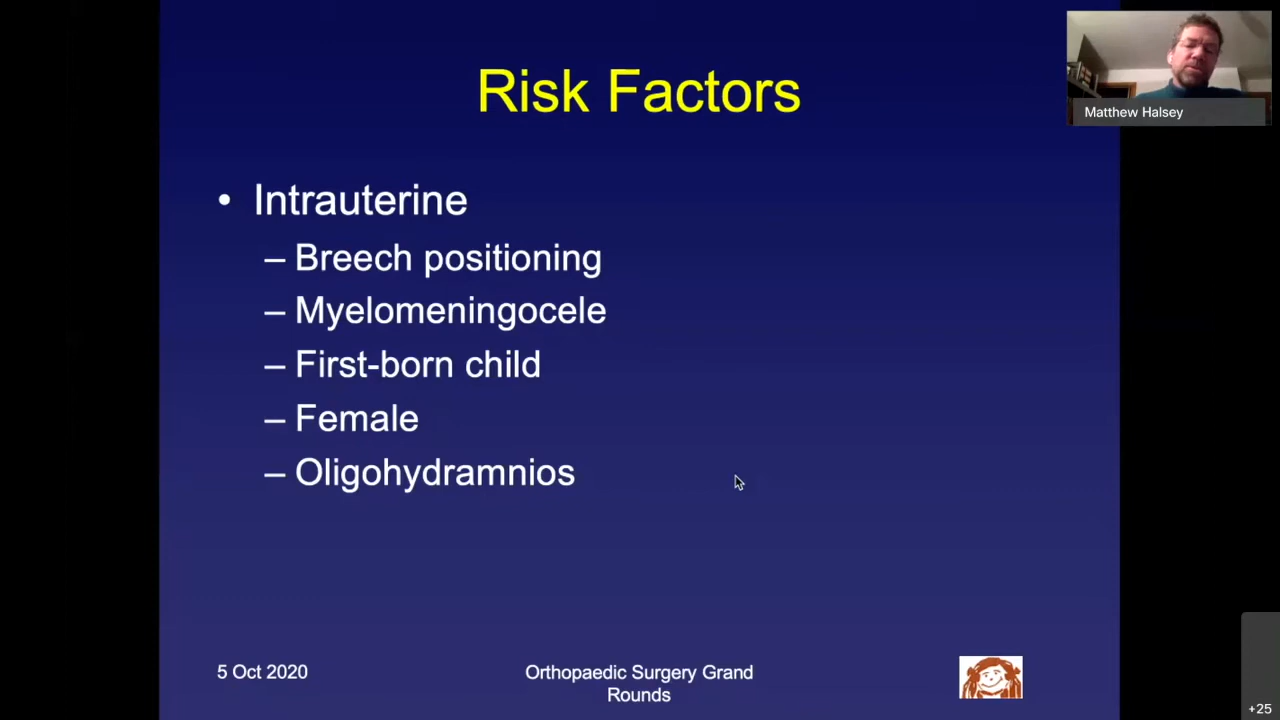 Risk Factors
Matthew Halsey
• Intrauterine
– Breech positioning
– Myelomeningocele
– First-born child
– Female
– Oligohydramnios
5 Oct 2020
Orthopaedic Surgery Grand
Rounds
+25